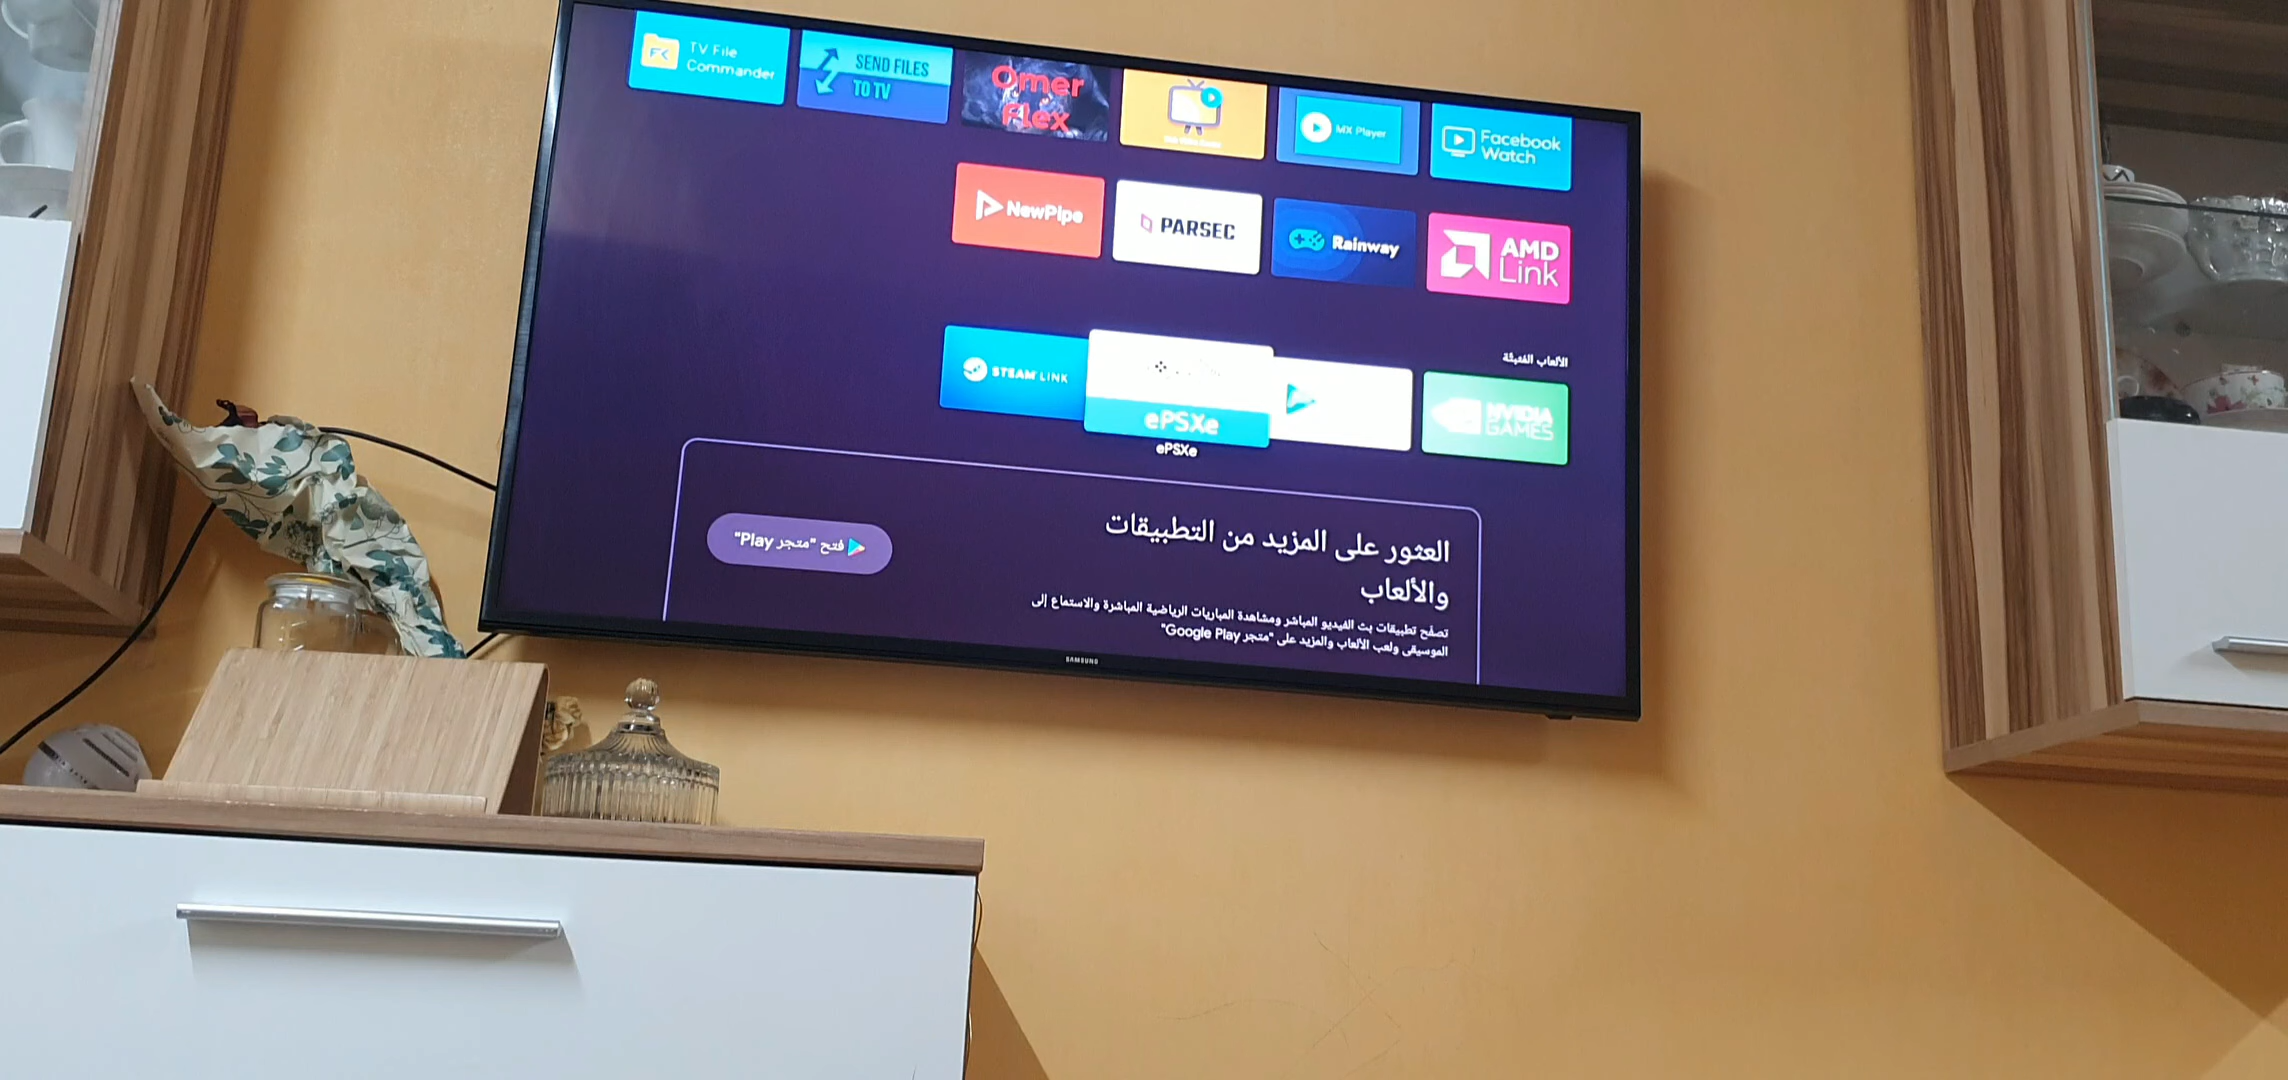 TV File
Commander
SEND FILES
TO TV
Omer
Flex
MX Player
Facebook
Watch
NewPipe
PARSEC
Rainway
AMD
Link
الألعاب المثبتة
STEAM LINK
ePSXe
ePSXe
NVIDIA
GAMES
العثور على المزيد من التطبيقات
والألعاب
فتح "متجر Play"
تصفّح تطبيقات بث الفيديو المباشر ومشاهدة المباريات الرياضية المباشرة والاستماع إلى
الموسيقى ولعب الألعاب والمزيد على "متجر Google Play"
SAMSUNG